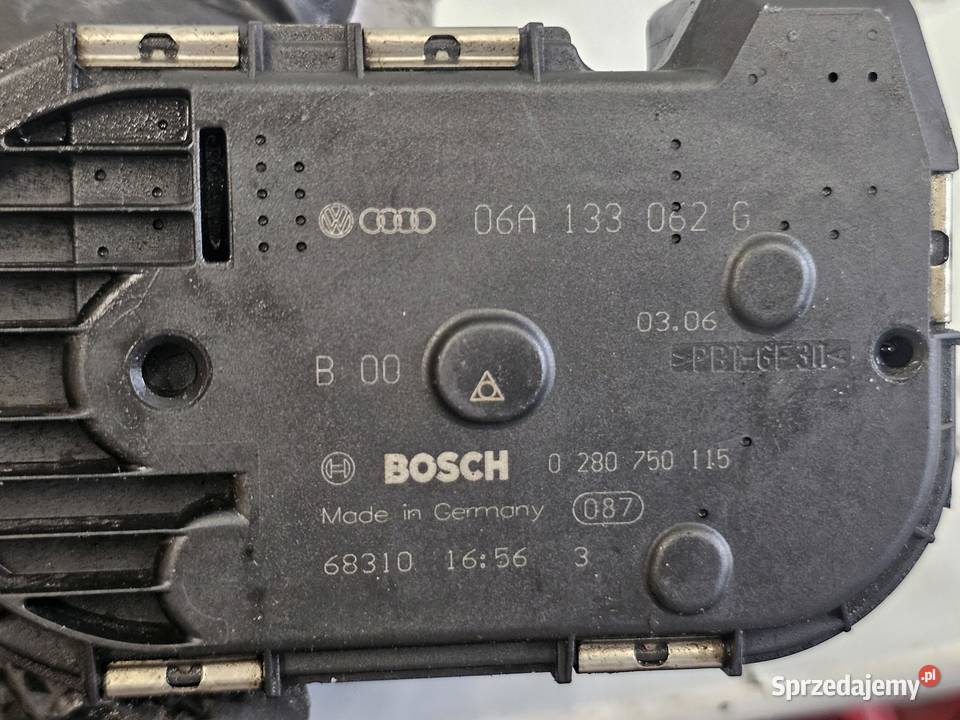 06A 133 062 G
03.06
>PBT-GF30<
B 00
BOSCH 0 280 750 115
Made in Germany 087
68310 16:56 3
Sprzedajemy.pl